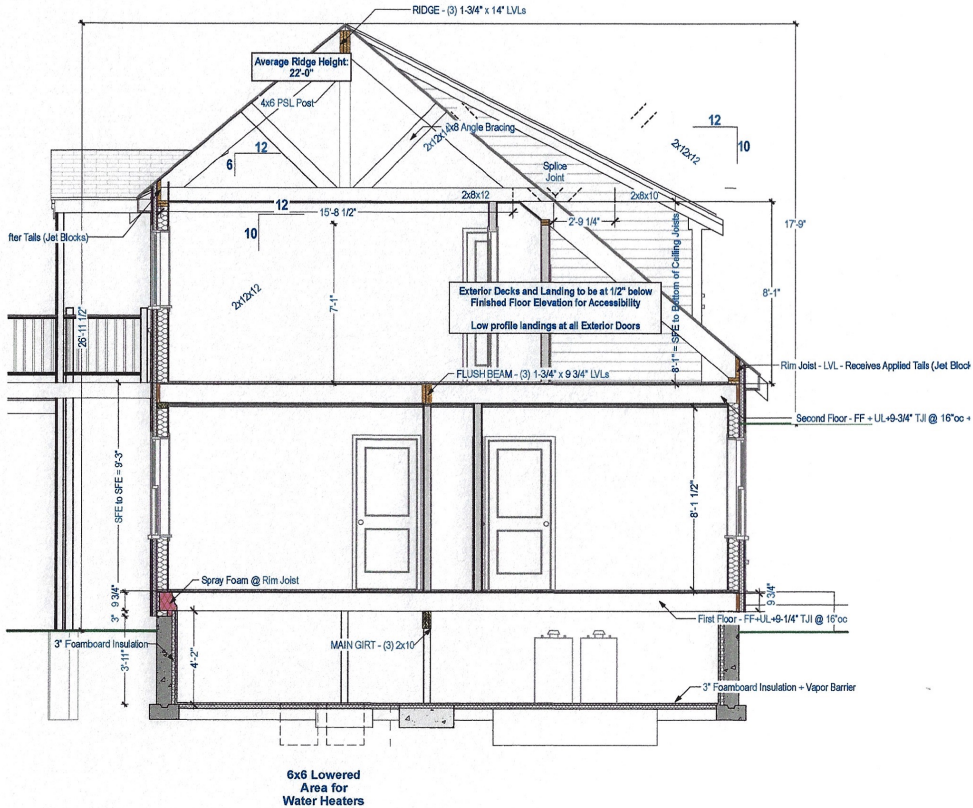 RIDGE - (3) 1-3/4" x 14" LVLs
Average Ridge Height:
22'-0"
4x6 PSL Post
4x8 Angle Bracing
2x12x14
12
10
2x12x12
12
6
Splice
Joint
2x8x12
2x8x10
12
15'-8 1/2"
2'-9 1/4"
17'-9"
10
fter Tails (Jet Blocks)
2x12x12
7'-1"
8'-1"
8'-1" = SFE to Bottom of Ceiling Joists
26'-11 1/2"
Exterior Decks and Landing to be at 1/2" below
Finished Floor Elevation for Accessibility
Low profile landings at all Exterior Doors
FLUSH BEAM - (3) 1-3/4" x 9 3/4" LVLs
Rim Joist - LVL - Receives Applied Tails (Jet Block
Second Floor - FF + UL+9-3/4" TJI @ 16"oc +
SFE to SFE = 9'-3"
8'-1 1/2"
Spray Foam @ Rim Joist
9 3/4"
9 3/4"
3"
First Floor - FF+UL+9-1/4" TJI @ 16"oc
3" Foamboard Insulation
MAIN GIRT - (3) 2x10
3'-11"
4'-2"
3" Foamboard Insulation + Vapor Barrier
6x6 Lowered
Area for
Water Heaters